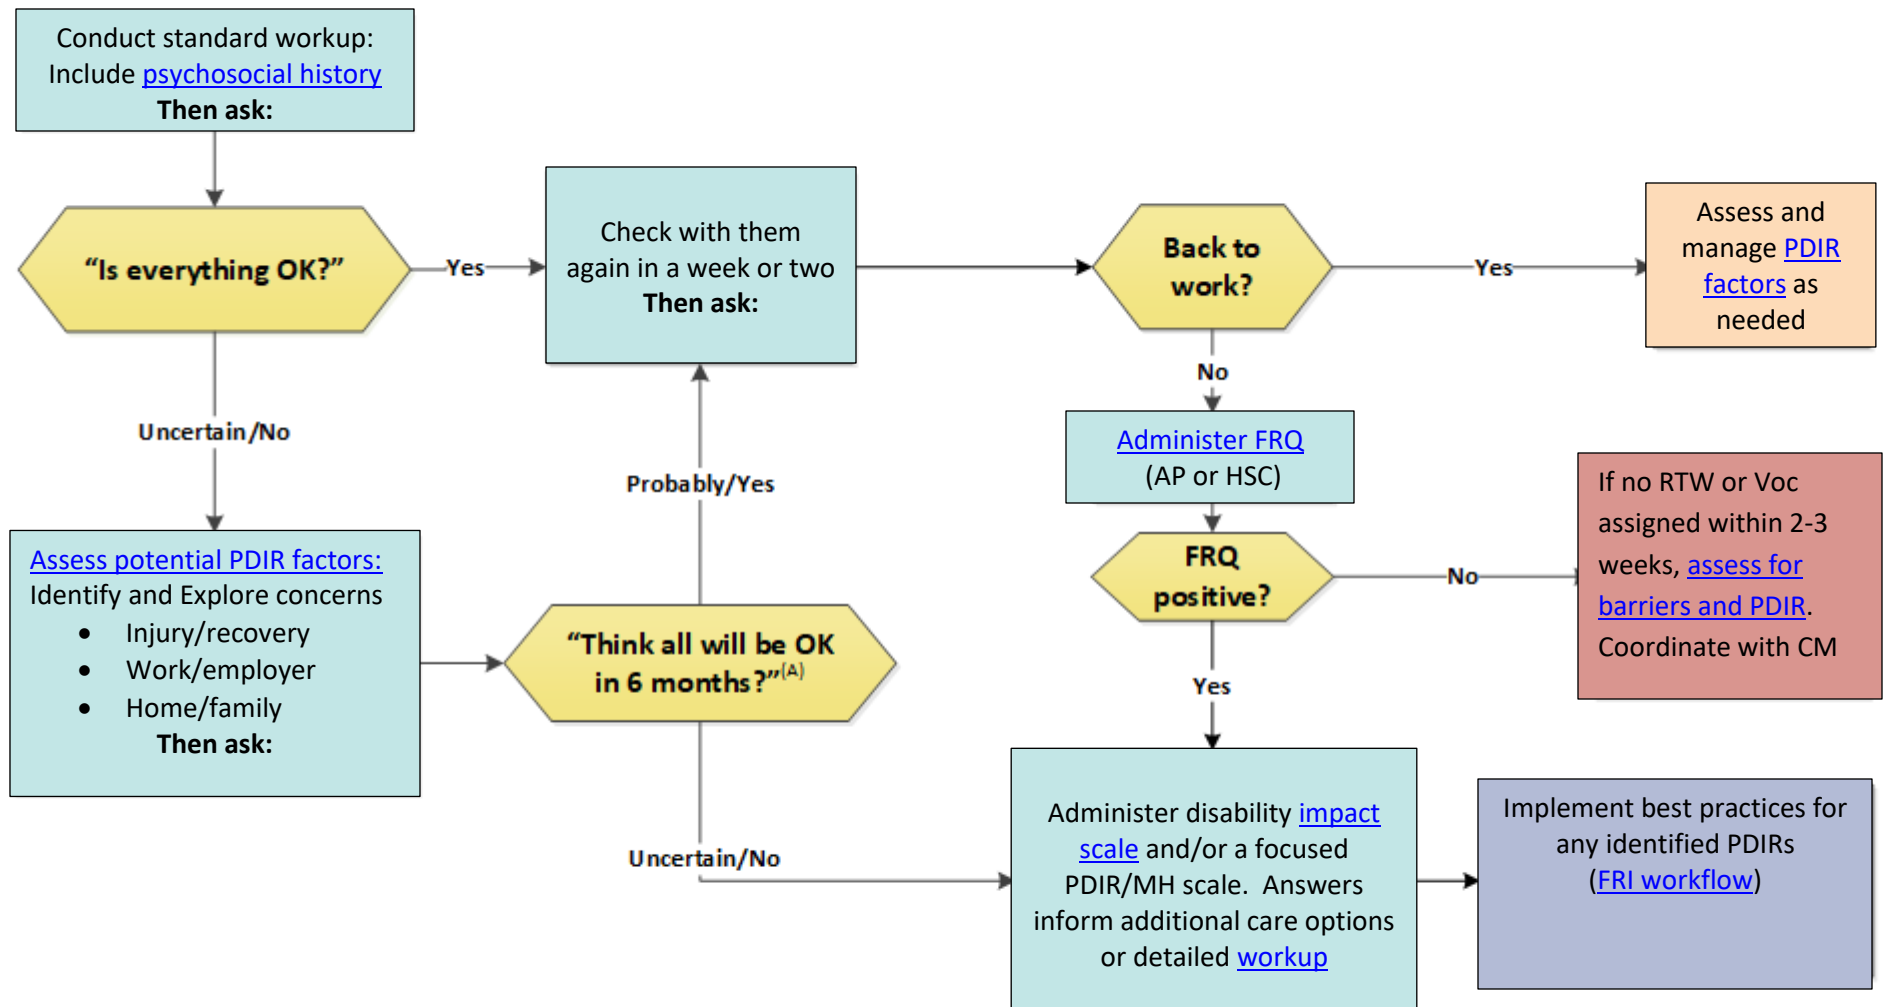 Conduct standard workup:
Include psychosocial history
Then ask:
“Is everything OK?”
Yes
Check with them
again in a week or two
Then ask:
Back to
work?
Yes
Assess and
manage PDIR
factors as
needed
Uncertain/No
No
Administer FRQ
(AP or HSC)
Probably/Yes
Assess potential PDIR factors:
Identify and Explore concerns
• Injury/recovery
• Work/employer
• Home/family
Then ask:
“Think all will be OK
in 6 months?”(A)
FRQ
positive?
No
If no RTW or Voc
assigned within 2-3
weeks, assess for
barriers and PDIR.
Coordinate with CM
Yes
Uncertain/No
Administer disability impact
scale and/or a focused
PDIR/MH scale. Answers
inform additional care options
or detailed workup
Implement best practices for
any identified PDIRs
(FRI workflow)